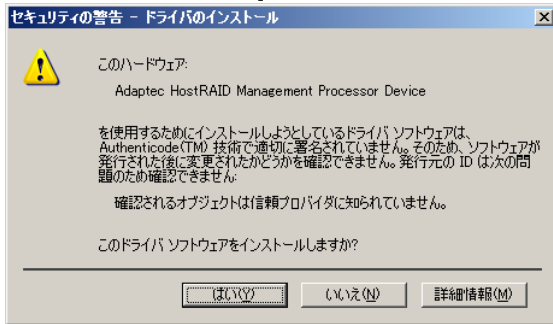 セキュリティの警告 - ドライバのインストール
このハードウェア:
Adaptec HostRAID Management Processor Device
を使用するためにインストールしようとしているドライバ ソフトウェアは、
Authenticode(TM) 技術で適切に署名されていません。そのため、ソフトウェアが
発行された後に変更されたかどうかを確認できません。発行元の ID は次の問
題のため確認できません:
確認されるオブジェクトは信頼プロバイダに知られていません。
このドライバ ソフトウェアをインストールしますか?
はい(Y)
いいえ(N)
詳細情報(M)